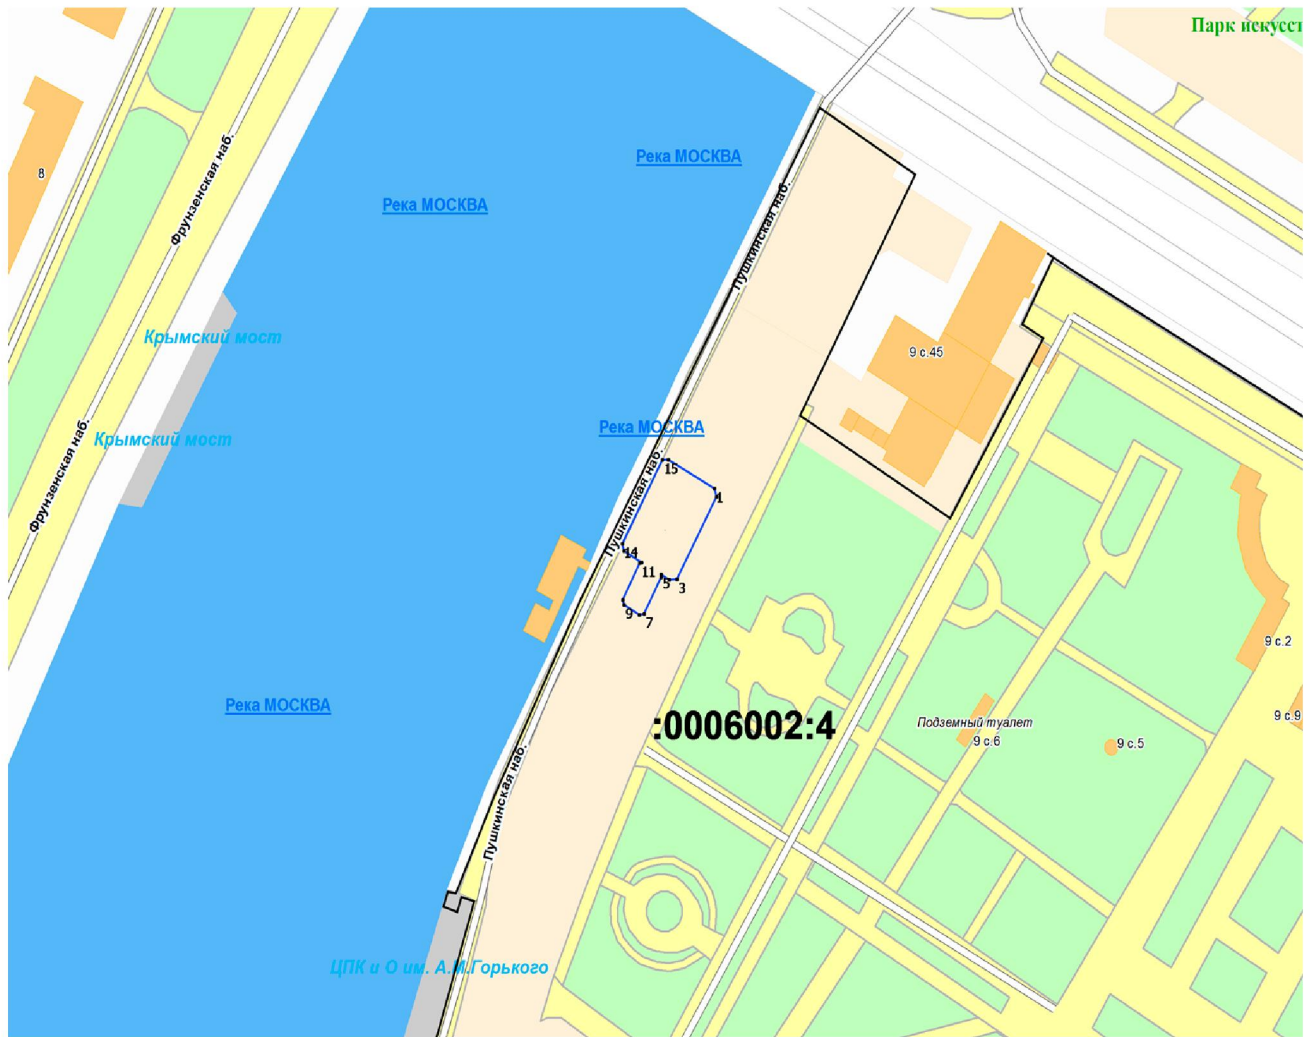 Парк искусст
8
Фрунзенская наб.
Река МОСКВА
Река МОСКВА
Пушкинская наб.
Крымский мост
9 с.45
Крымский мост
Река МОСКВА
Фрунзенская наб.
Пушкинская наб.
15
1
14
11
5
3
9
7
9 с.2
Река МОСКВА
:0006002:4
Подземный туалет
9 с.6
9 с.5
9 с.9
Пушкинская наб.
ЦПК и О им. А.М.Горького